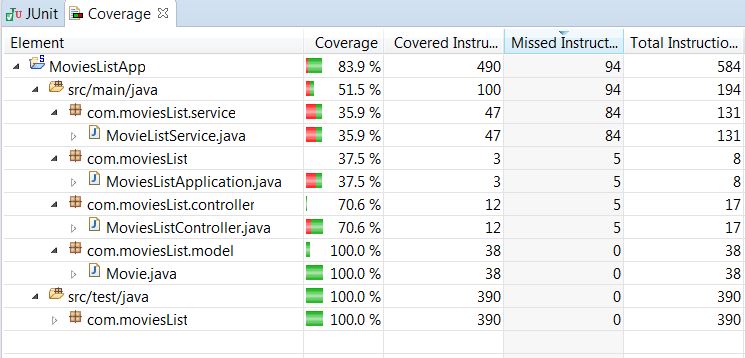 JUnit Coverage
Element Coverage Covered Instru... Missed Instruct... Total Instructio...
MoviesListApp 83.9 % 490 94 584
src/main/java 51.5 % 100 94 194
com.moviesList.service 35.9 % 47 84 131
MovieListService.java 35.9 % 47 84 131
com.moviesList 37.5 % 3 5 8
MoviesListApplication.java 37.5 % 3 5 8
com.moviesList.controller 70.6 % 12 5 17
MoviesListController.java 70.6 % 12 5 17
com.moviesList.model 100.0 % 38 0 38
Movie.java 100.0 % 38 0 38
src/test/java 100.0 % 390 0 390
com.moviesList 100.0 % 390 0 390